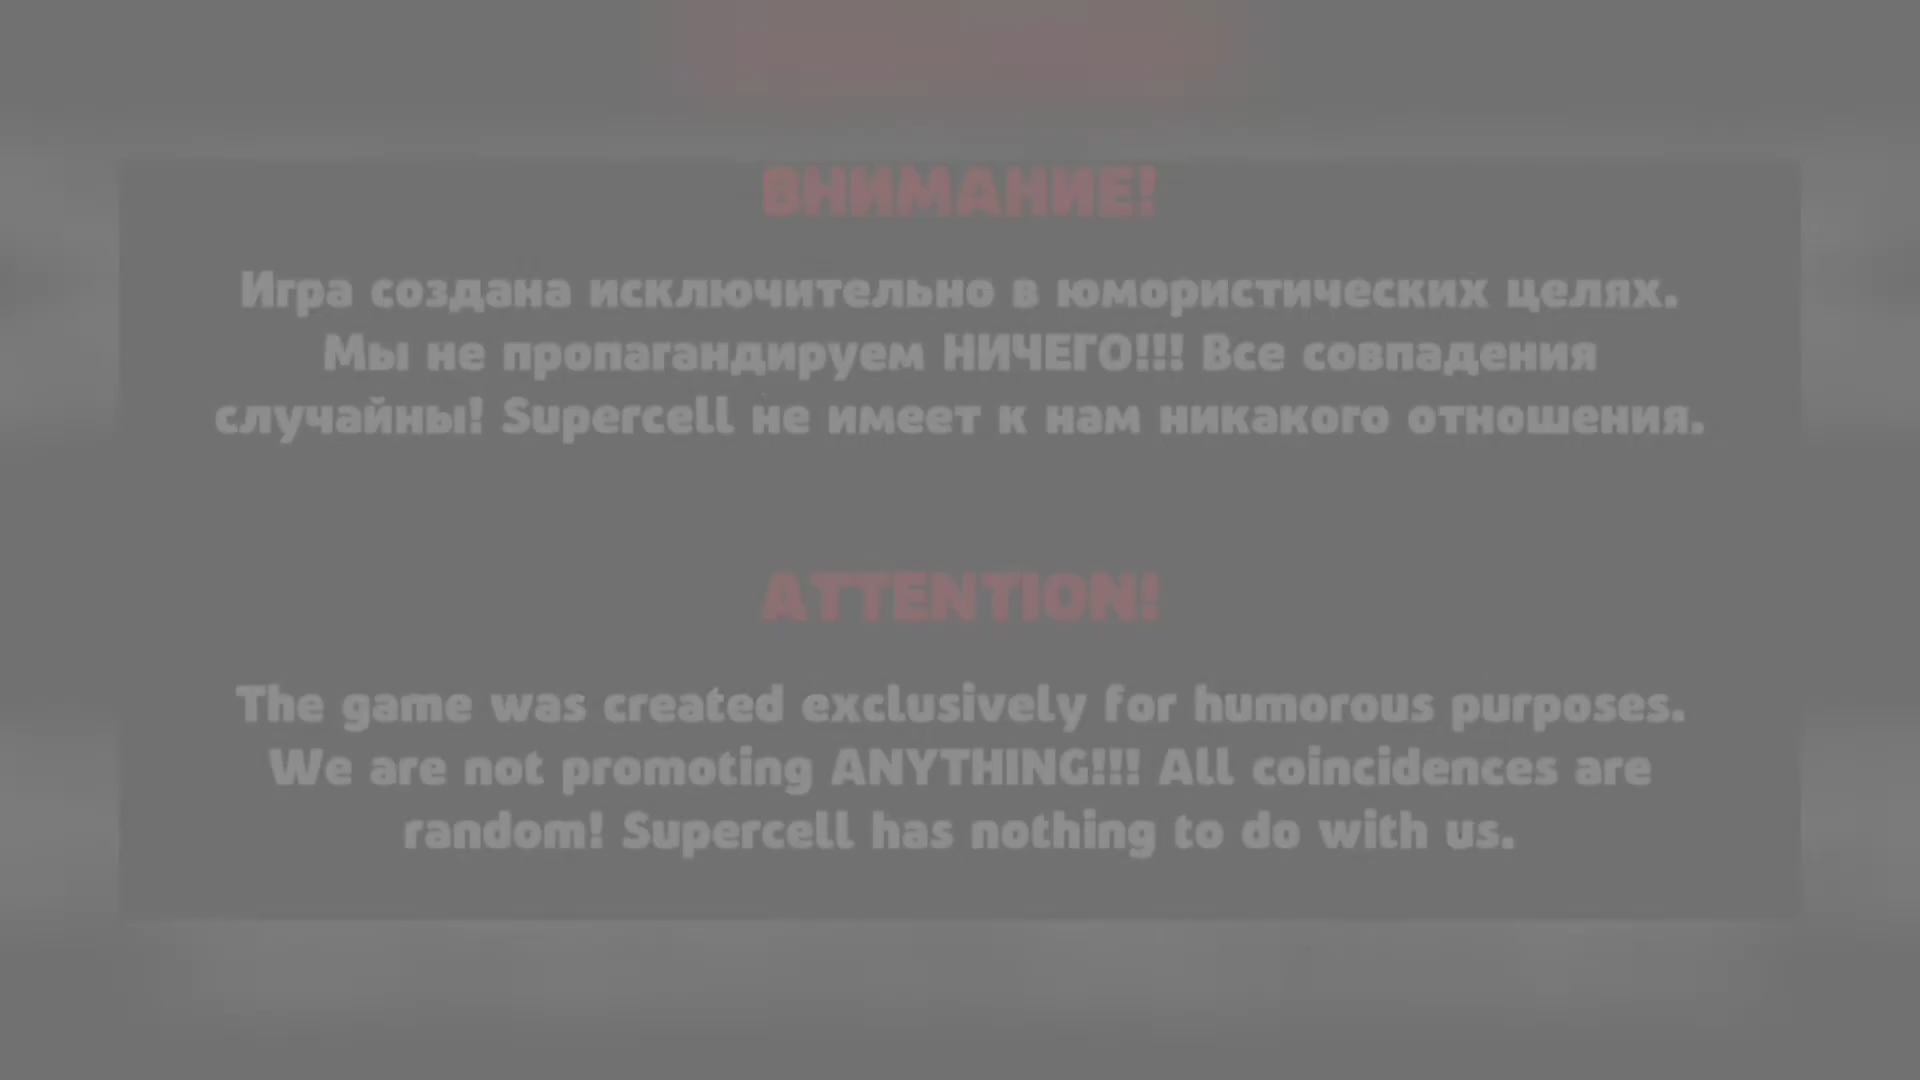 ВНИМАНИЕ!
Игра создана исключительно в юмористических целях.
Мы не пропагандируем НИЧЕГО!!! Все совпадения
случайны! Supercell не имеет к нам никакого отношения.
ATTENTION!
The game was created exclusively for humorous purposes.
We are not promoting ANYTHING!!! All coincidences are
random! Supercell has nothing to do with us.